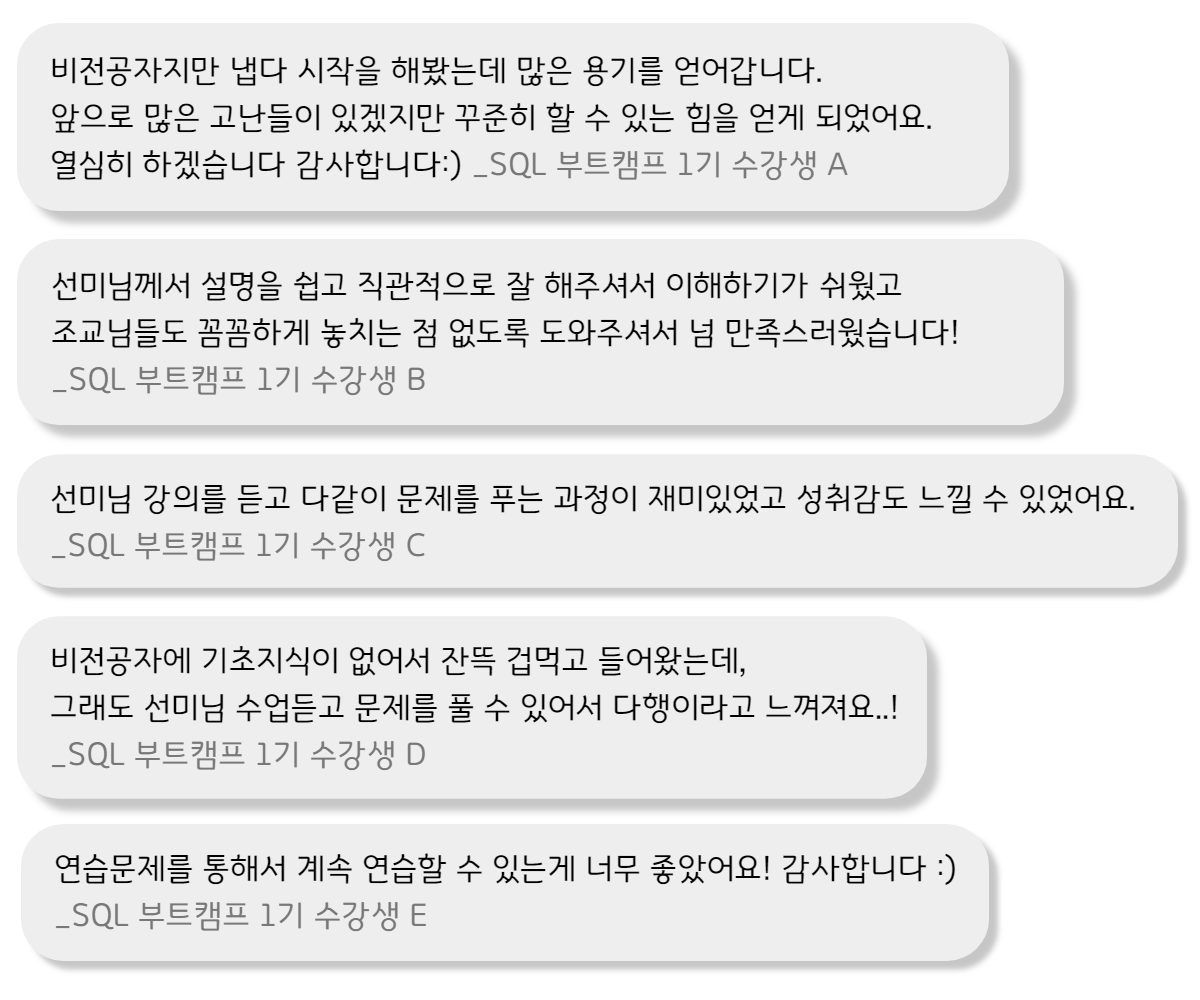 비전공자지만 냅다 시작을 해봤는데 많은 용기를 얻어갑니다.
앞으로 많은 고난들이 있겠지만 꾸준히 할 수 있는 힘을 얻게 되었어요.
열심히 하겠습니다 감사합니다:) _SQL 부트캠프 1기 수강생 A
선미님께서 설명을 쉽고 직관적으로 잘 해주셔서 이해하기가 쉬웠고
조교님들도 꼼꼼하게 놓치는 점 없도록 도와주셔서 넘 만족스러웠습니다!
_SQL 부트캠프 1기 수강생 B
선미님 강의를 듣고 다같이 문제를 푸는 과정이 재미있었고 성취감도 느낄 수 있었어요.
_SQL 부트캠프 1기 수강생 C
비전공자에 기초지식이 없어서 잔뜩 겁먹고 들어왔는데,
그래도 선미님 수업듣고 문제를 풀 수 있어서 다행이라고 느껴져요..!
_SQL 부트캠프 1기 수강생 D
연습문제를 통해서 계속 연습할 수 있는게 너무 좋았어요! 감사합니다 :)
_SQL 부트캠프 1기 수강생 E